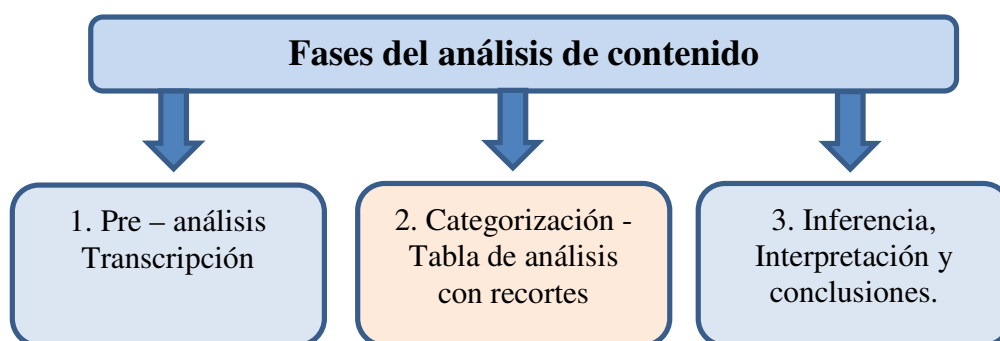 Fases del análisis de contenido
1. Pre – análisis
Transcripción
2. Categorización -
Tabla de análisis
con recortes
3. Inferencia,
Interpretación y
conclusiones.